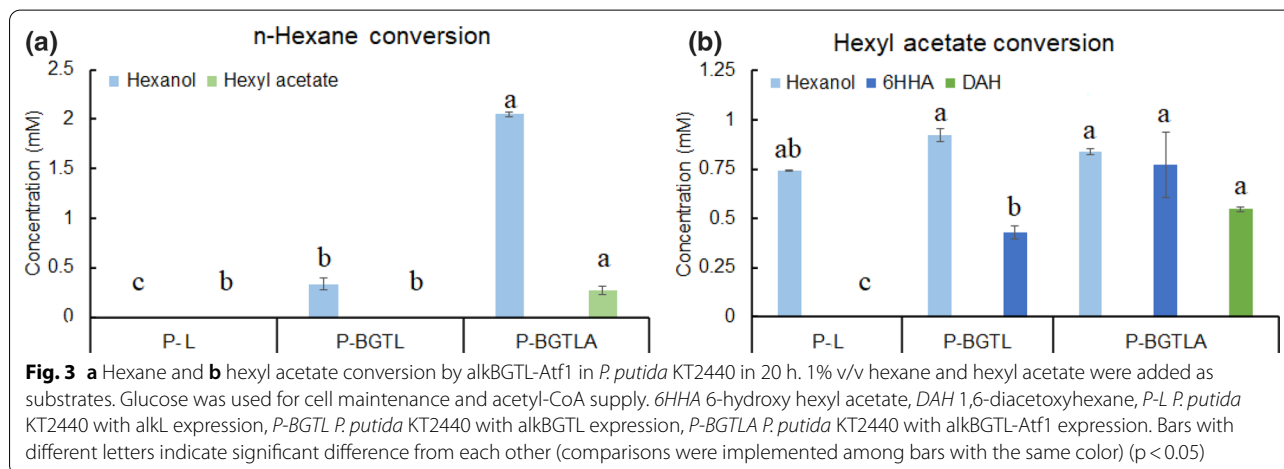 (a)
n-Hexane conversion
Hexanol Hexyl acetate
Concentration (mM)
2.5
2
1.5
1
0.5
0
c b b b a a
P-L P-BGTL P-BGTLA
(b)
Hexyl acetate conversion
Hexanol 6HHA DAH
Concentration (mM)
1.25
1
0.75
0.5
0.25
0
ab c a b a a a
P-L P-BGTL P-BGTLA
Fig. 3 a Hexane and b hexyl acetate conversion by alkBGTL-Atf1 in P. putida KT2440 in 20 h. 1% v/v hexane and hexyl acetate were added as
substrates. Glucose was used for cell maintenance and acetyl-CoA supply. 6HHA 6-hydroxy hexyl acetate, DAH 1,6-diacetoxyhexane, P-L P. putida
KT2440 with alkL expression, P-BGTL P. putida KT2440 with alkBGTL expression, P-BGTLA P. putida KT2440 with alkBGTL-Atf1 expression. Bars with
different letters indicate significant difference from each other (comparisons were implemented among bars with the same color) (p < 0.05)